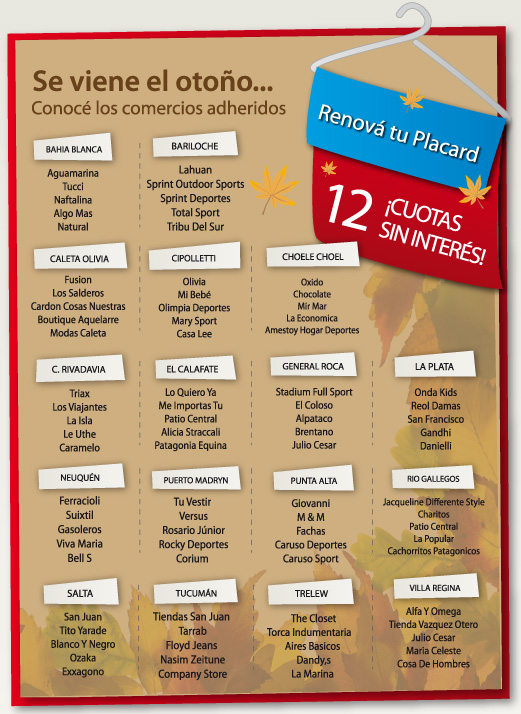 Se viene el otoño...
Conocé los comercios adheridos
Renová tu Placard
12 ¡CUOTAS
SIN INTERÉS!
BAHIA BLANCA
Aguamarina
Tucci
Naftalina
Algo Mas
Natural
BARILOCHE
Lahuan
Sprint Outdoor Sports
Sprint Deportes
Total Sport
Tribu Del Sur
CALETA OLIVIA
Fusion
Los Salderos
Cardon Cosas Nuestras
Boutique Aquelarre
Modas Caleta
CIPOLLETTI
Olivia
Mi Bebé
Olimpia Deportes
Mary Sport
Casa Lee
CHOELE CHOEL
Oxido
Chocolate
Mir Mar
La Economica
Amestoy Hogar Deportes
C. RIVADAVIA
Triax
Los Viajantes
La Isla
Le Uthe
Caramelo
EL CALAFATE
Lo Quiero Ya
Me Importas Tu
Patio Central
Alicia Straccali
Patagonia Equina
GENERAL ROCA
Stadium Full Sport
El Coloso
Alpataco
Brentano
Julio Cesar
LA PLATA
Onda Kids
Reol Damas
San Francisco
Gandhi
Danielli
NEUQUÉN
Ferracioli
Suixtil
Gasoleros
Viva Maria
Bell S
PUERTO MADRYN
Tu Vestir
Versus
Rosario Júnior
Rocky Deportes
Corium
PUNTA ALTA
Giovanni
M & M
Fachas
Caruso Deportes
Caruso Sport
RIO GALLEGOS
Jacqueline Differente Style
Charitos
Patio Central
La Popular
Cachorritos Patagonicos
SALTA
San Juan
Tito Yarade
Blanco Y Negro
Ozaka
Exxagono
TUCUMÁN
Tiendas San Juan
Tarrab
Floyd Jeans
Nasim Zeitune
Company Store
TRELEW
The Closet
Torca Indumentaria
Aires Basicos
Dandy,s
La Marina
VILLA REGINA
Alfa Y Omega
Tienda Vazquez Otero
Julio Cesar
Maria Celeste
Cosa De Hombres